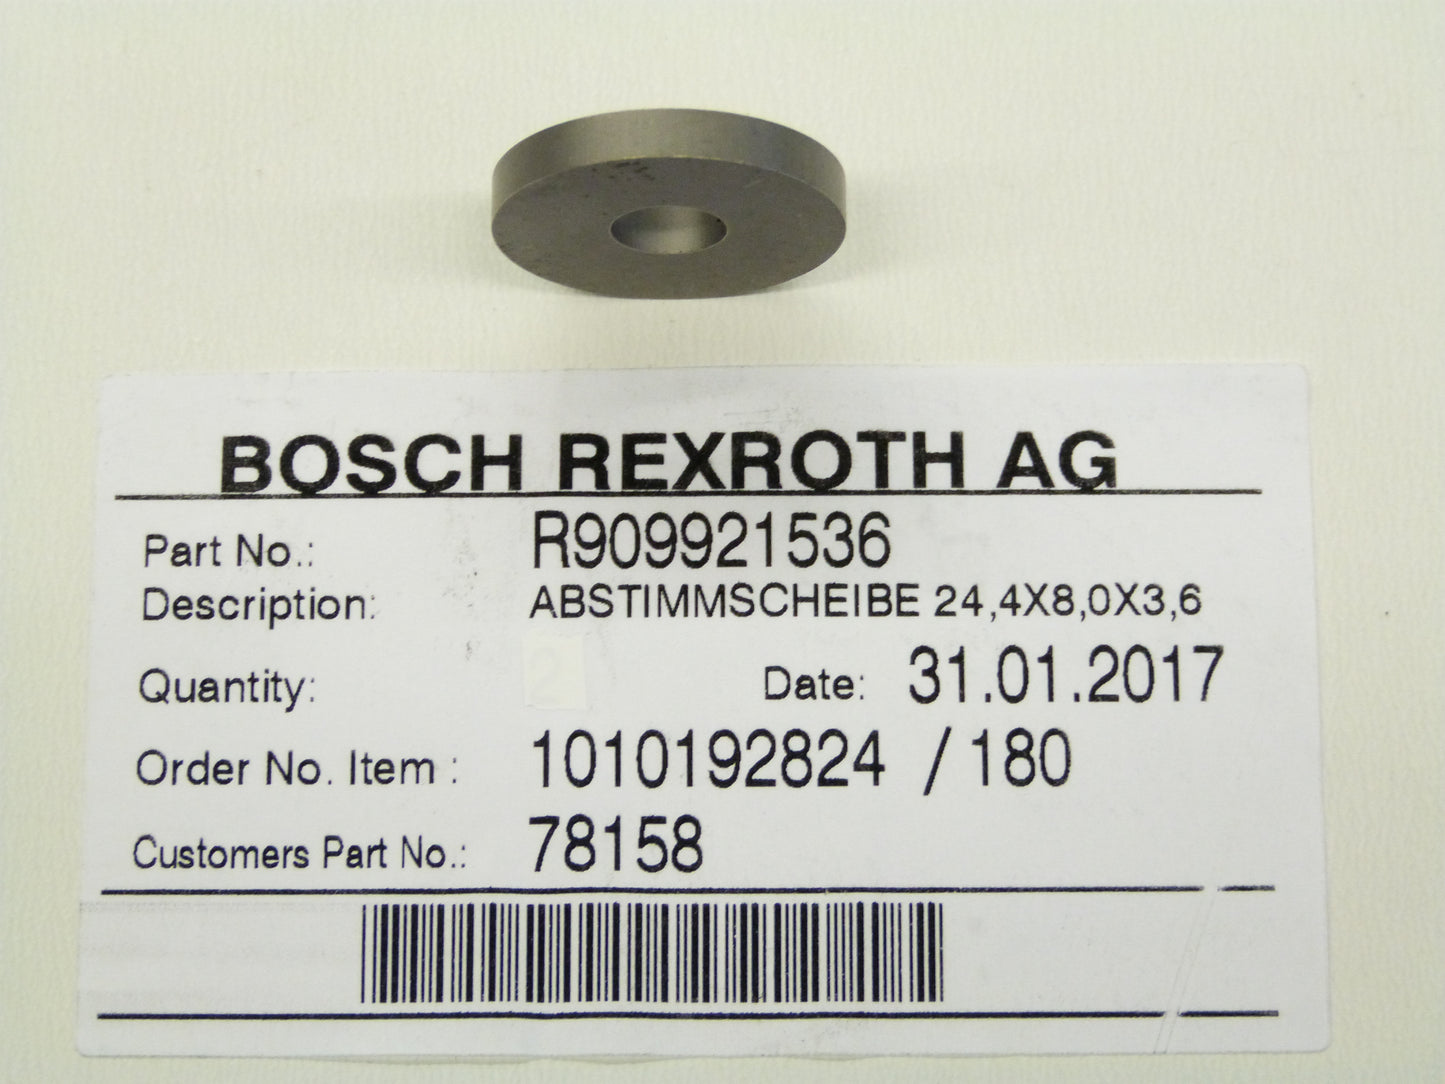 BOSCH REXROTH AG
Part No.: R909921536
Description: ABSTIMMSCHEIBE 24,4X8,0X3,6
Quantity: Date: 31.01.2017
Order No. Item : 1010192824 / 180
Customers Part No.: 78158